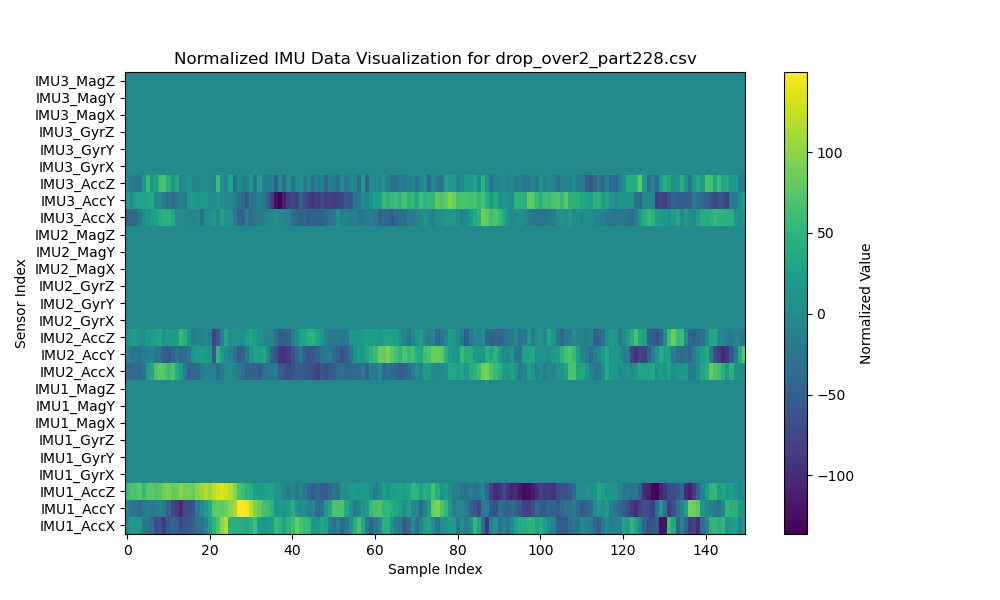 Normalized IMU Data Visualization for drop_over2_part228.csv
IMU3_MagZ
IMU3_MagY
IMU3_MagX
IMU3_GyrZ
IMU3_GyrY
IMU3_GyrX
IMU3_AccZ
IMU3_AccY
IMU3_AccX
IMU2_MagZ
IMU2_MagY
IMU2_MagX
IMU2_GyrZ
IMU2_GyrY
IMU2_GyrX
IMU2_AccZ
IMU2_AccY
IMU2_AccX
IMU1_MagZ
IMU1_MagY
IMU1_MagX
IMU1_GyrZ
IMU1_GyrY
IMU1_GyrX
IMU1_AccZ
IMU1_AccY
IMU1_AccX
Sensor Index
0 20 40 60 80 100 120 140
Sample Index
100
50
0
−50
−100
Normalized Value